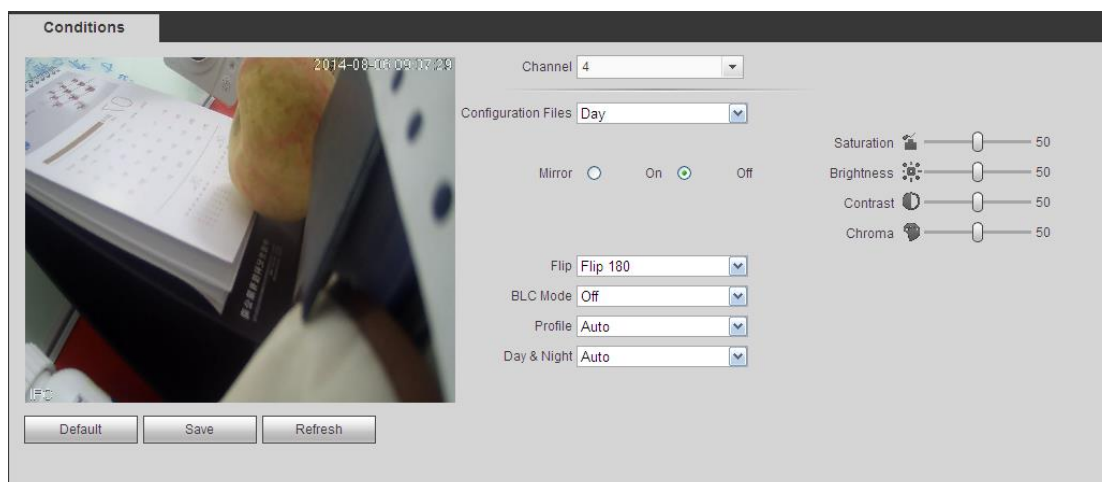 Conditions
2014-08-06 09:07:29
IPC
Channel 4
Configuration Files Day
Mirror On Off
Saturation 50
Brightness 50
Contrast 50
Chroma 50
Flip Flip 180
BLC Mode Off
Profile Auto
Day & Night Auto
Default Save Refresh